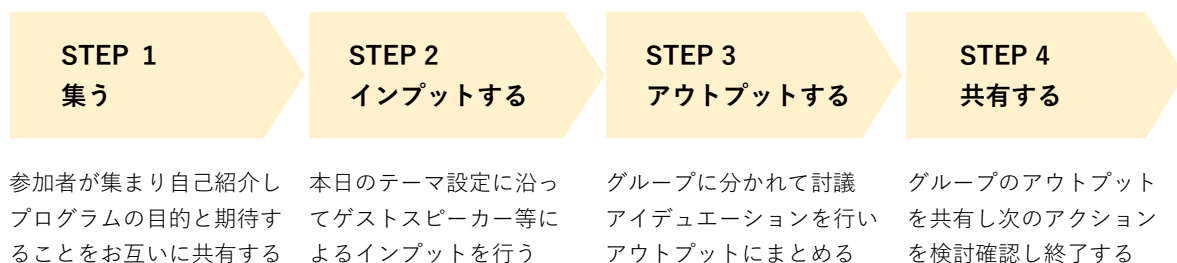 STEP 1
集う
参加者が集まり自己紹介し
プログラムの目的と期待す
ることをお互いに共有する
STEP 2
インプットする
本日のテーマ設定に沿っ
てゲストスピーカー等に
よるインプットを行う
STEP 3
アウトプットする
グループに分かれて討議
アイデュエーションを行い
アウトプットにまとめる
STEP 4
共有する
グループのアウトプット
を共有し次のアクション
を検討確認し終了する